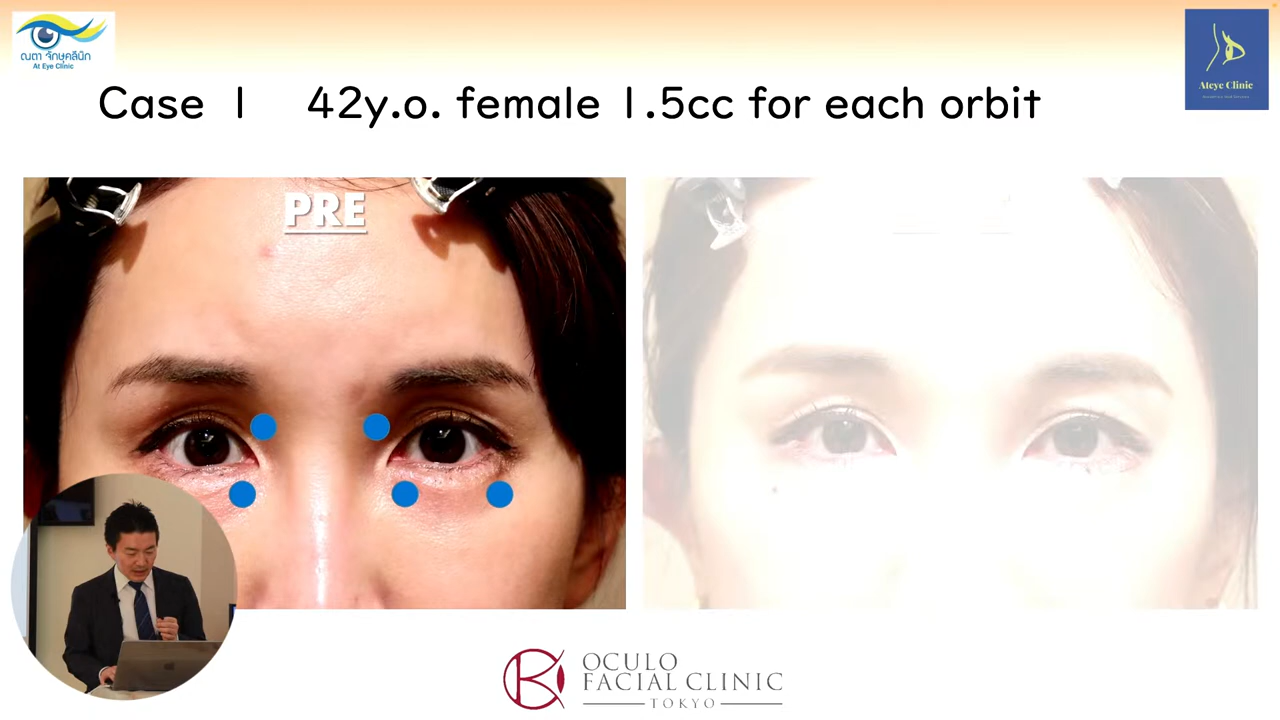 ณตา จักษุคลีนิก
At Eye Clinic
Ateye Clinic
Case 1 42y.o. female 1.5cc for each orbit
PRE
OCULO
FACIAL CLINIC
TOKYO